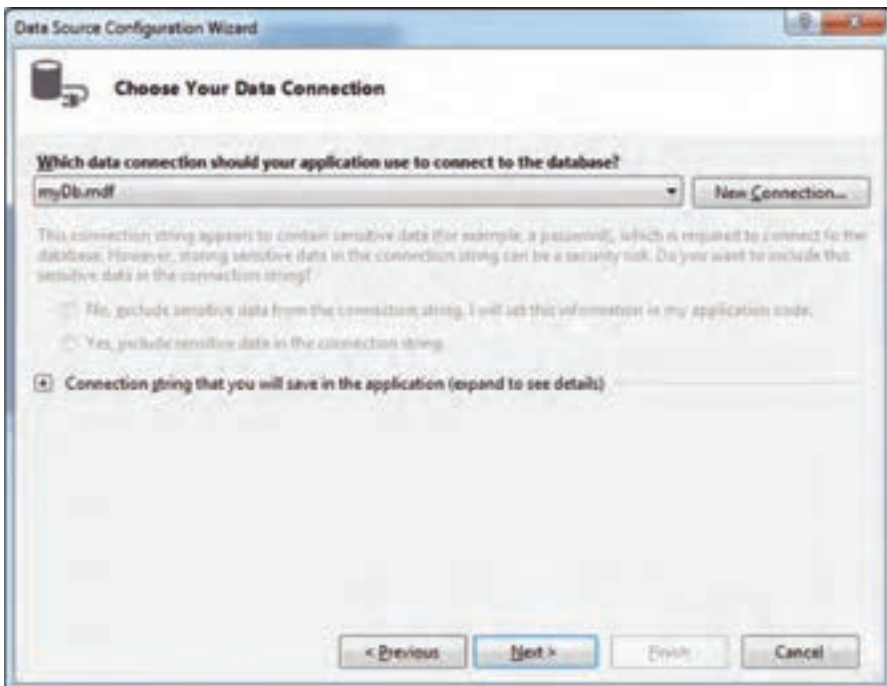 Data Source Configuration Wizard
Choose Your Data Connection
Which data connection should your application use to connect to the database?
myDb.mdf
New Connection...
This connection string appears to contain sensitive data (for example, a password), which is required to connect to the
database. However, storing sensitive data in the connection string can be a security risk. Do you want to include this
sensitive data in the connection string?
No, exclude sensitive data from the connection string. I will set this information in my application code.
Yes, include sensitive data in the connection string.
Connection string that you will save in the application (expand to see details)
< Previous
Next >
Finish
Cancel